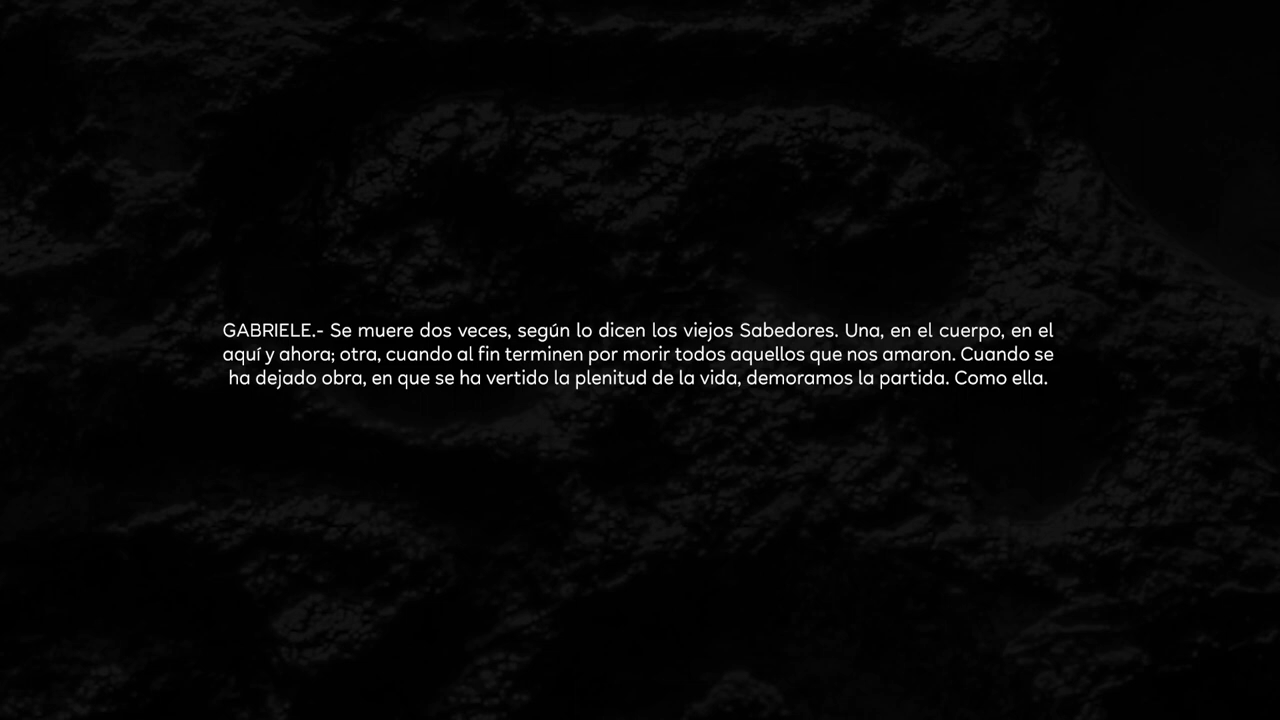 GABRIELE.- Se muere dos veces, según lo dicen los viejos Sabedores. Una, en el cuerpo, en el
aquí y ahora; otra, cuando al fin terminen por morir todos aquellos que nos amaron. Cuando se
ha dejado obra, en que se ha vertido la plenitud de la vida, demoramos la partida. Como ella.